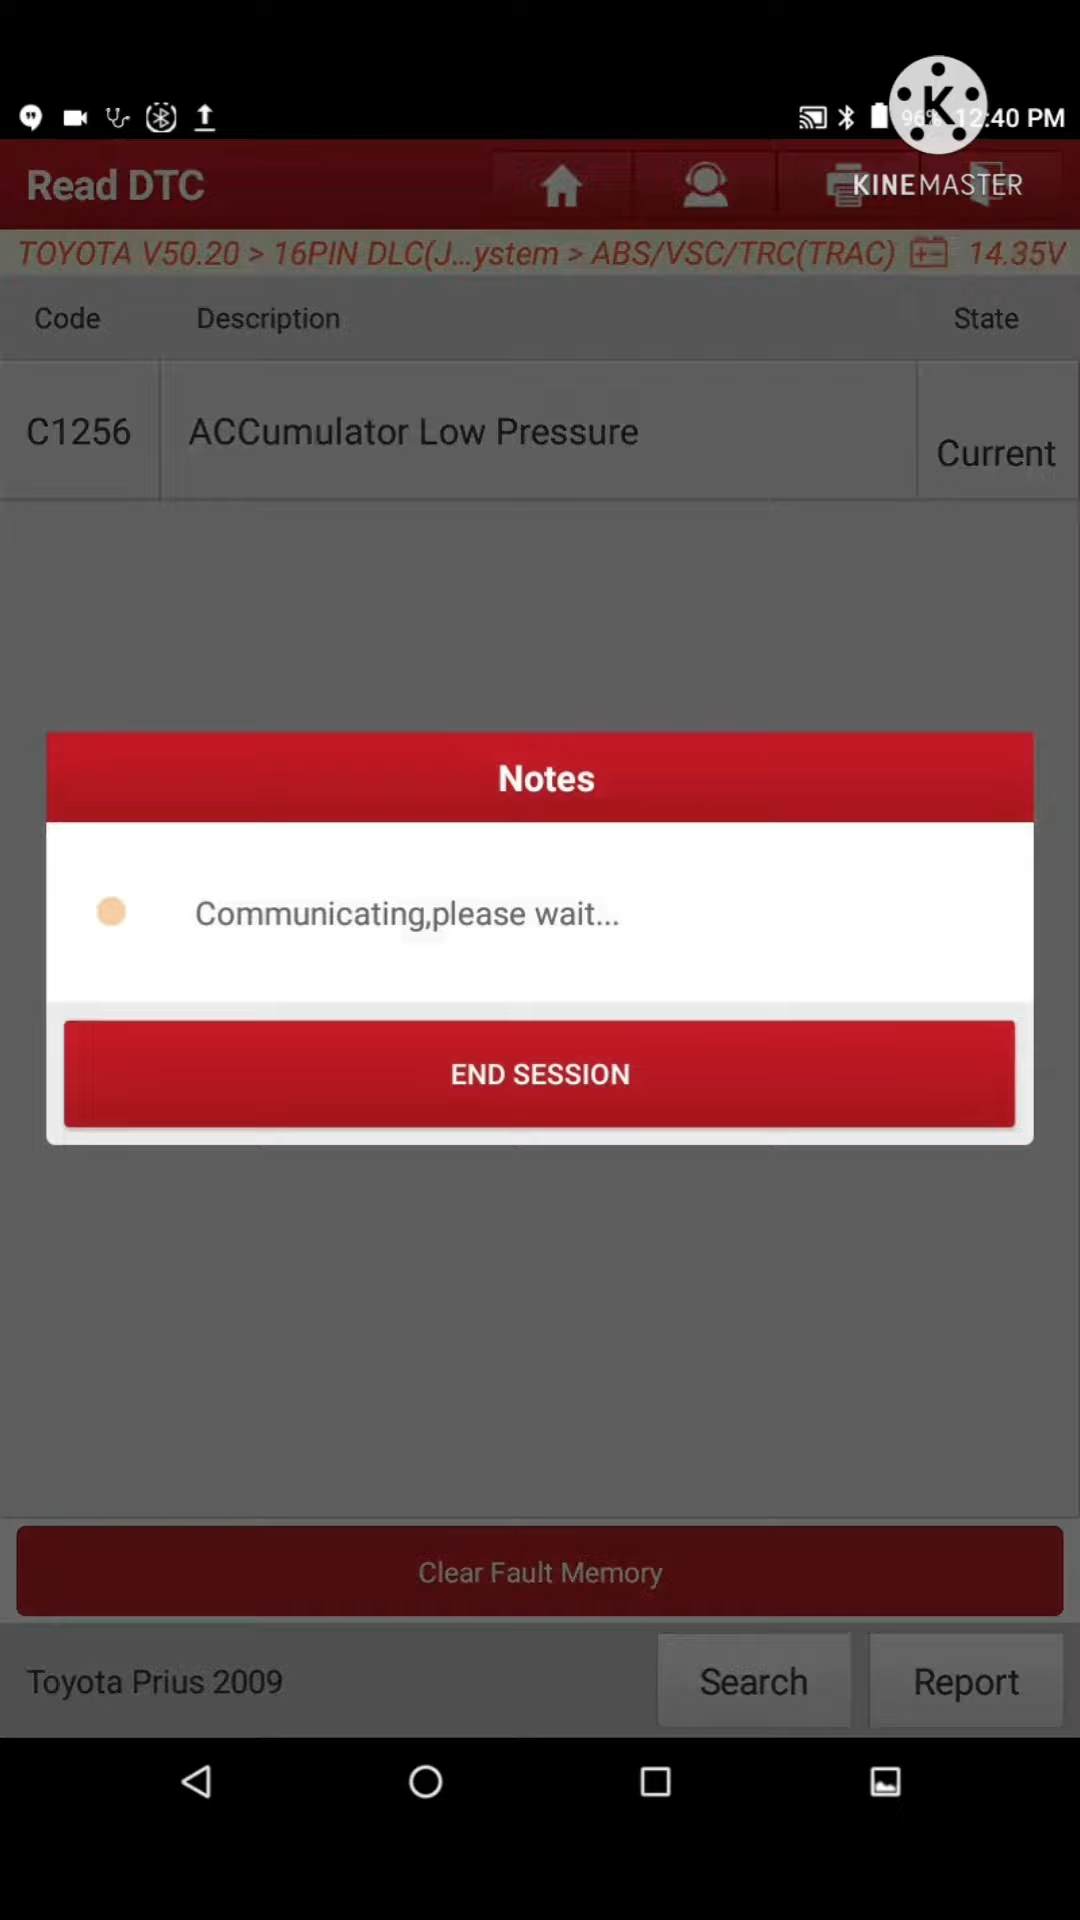 96% 12:40 PM
Read DTC
KINEMASTER
TOYOTA V50.20 > 16PIN DLC(J...ystem > ABS/VSC/TRC(TRAC) 14.35V
Code Description State
C1256 ACCumulator Low Pressure Current
Notes
Communicating,please wait...
END SESSION
Clear Fault Memory
Toyota Prius 2009 Search Report